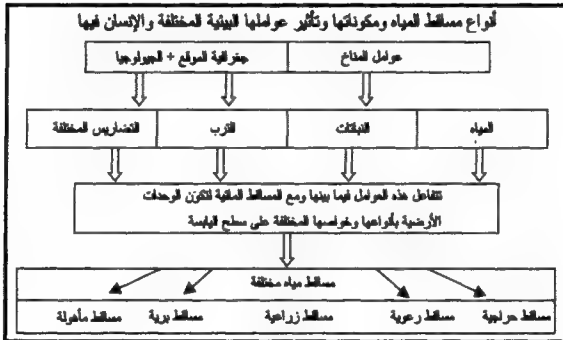 أنواع مساقط المياه ومكوناتها وتأثير عواملها البيئية المختلفة والإنسان فيها
عوامل المناخ
جغرافية الموقع + الجيولوجيا
المياه
النباتات
الترب
التضاريس المختلفة
تتفاعل هذه العوامل فيما بينها ومع المساقط المائية لتكون الوحدات
الأرضية بأنواعها وخواصها المختلفة على سطح اليابسة
مساقط مياه مختلفة
مساقط حراجية
مساقط رعوية
مساقط زراعية
مساقط برية
مساقط مأهولة